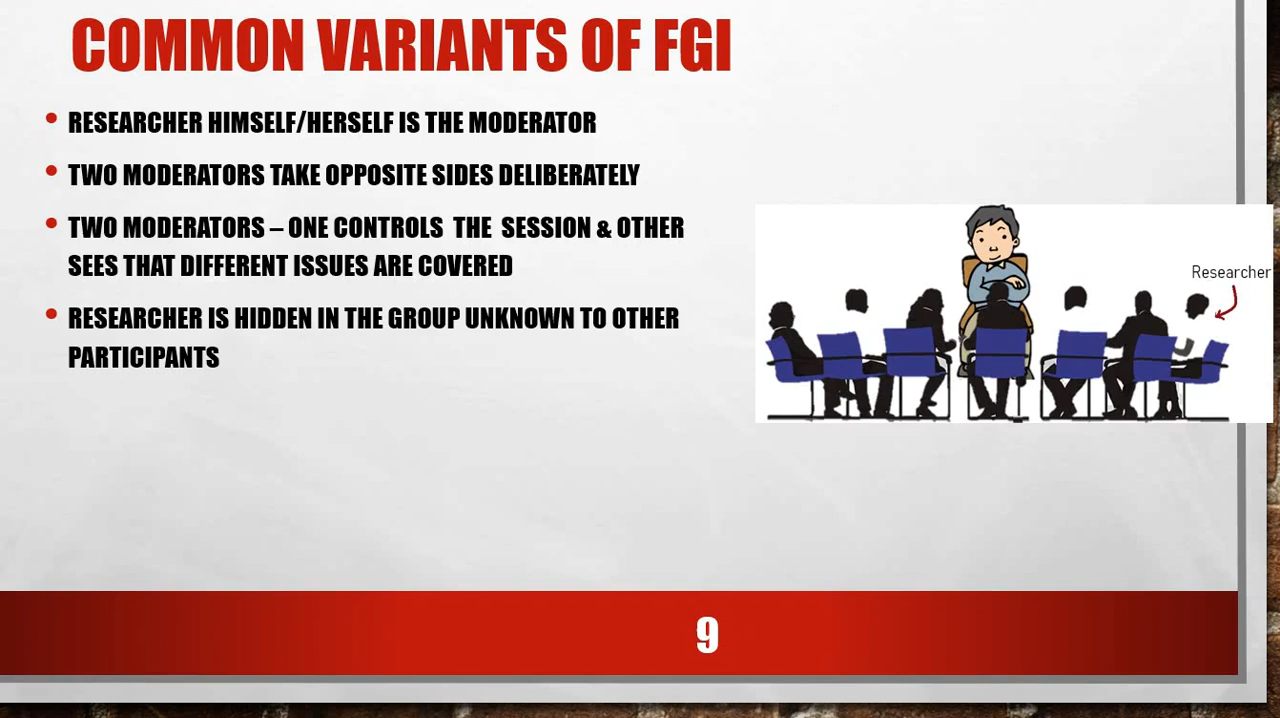 COMMON VARIANTS OF FGI
• RESEARCHER HIMSELF/HERSELF IS THE MODERATOR
• TWO MODERATORS TAKE OPPOSITE SIDES DELIBERATELY
• TWO MODERATORS – ONE CONTROLS THE SESSION & OTHER
SEES THAT DIFFERENT ISSUES ARE COVERED
• RESEARCHER IS HIDDEN IN THE GROUP UNKNOWN TO OTHER
PARTICIPANTS
Researcher
9